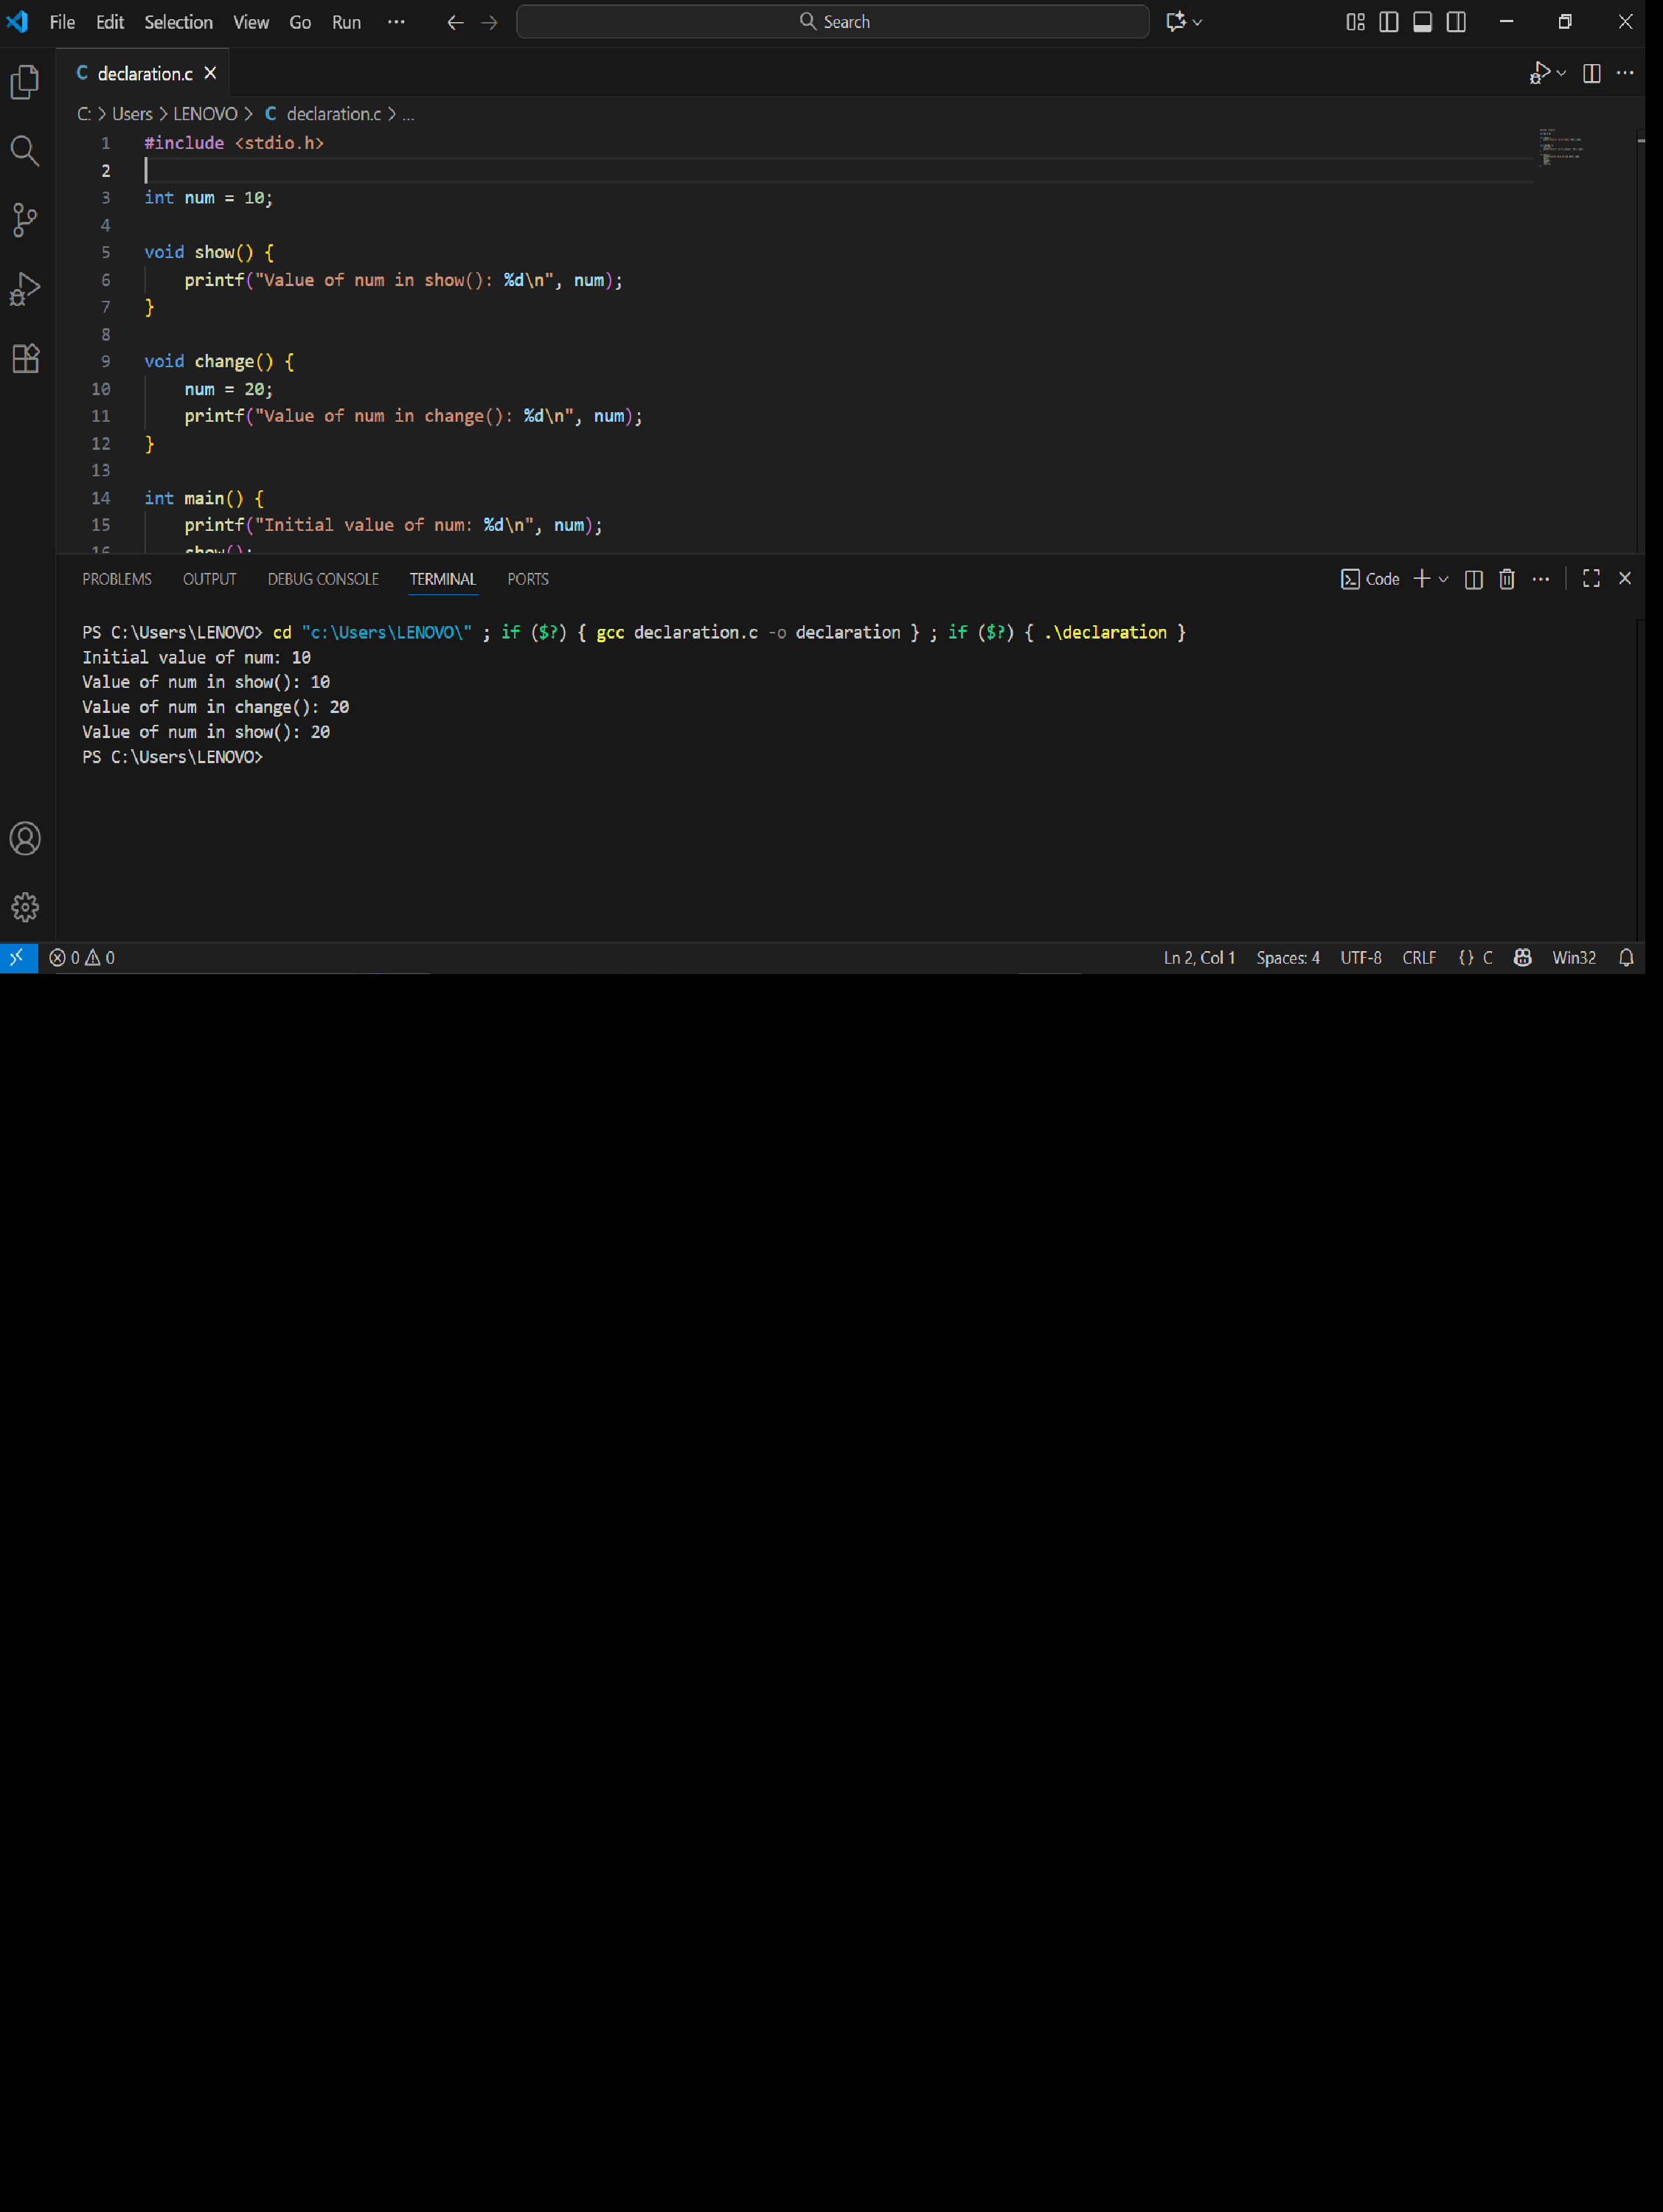 File Edit Selection View Go Run ··· Search
C declaration.c
C: > Users > LENOVO > C declaration.c > ...
1 #include <stdio.h>
2
3 int num = 10;
4
5 void show() {
6 printf("Value of num in show(): %d\n", num);
7 }
8
9 void change() {
10 num = 20;
11 printf("Value of num in change(): %d\n", num);
12 }
13
14 int main() {
15 printf("Initial value of num: %d\n", num);
16 show();
PROBLEMS OUTPUT DEBUG CONSOLE TERMINAL PORTS Code
PS C:\Users\LENOVO> cd "c:\Users\LENOVO\" ; if ($?) { gcc declaration.c -o declaration } ; if ($?) { .\declaration }
Initial value of num: 10
Value of num in show(): 10
Value of num in change(): 20
Value of num in show(): 20
PS C:\Users\LENOVO>
0 0 Ln 2, Col 1 Spaces: 4 UTF-8 CRLF {} C Win32